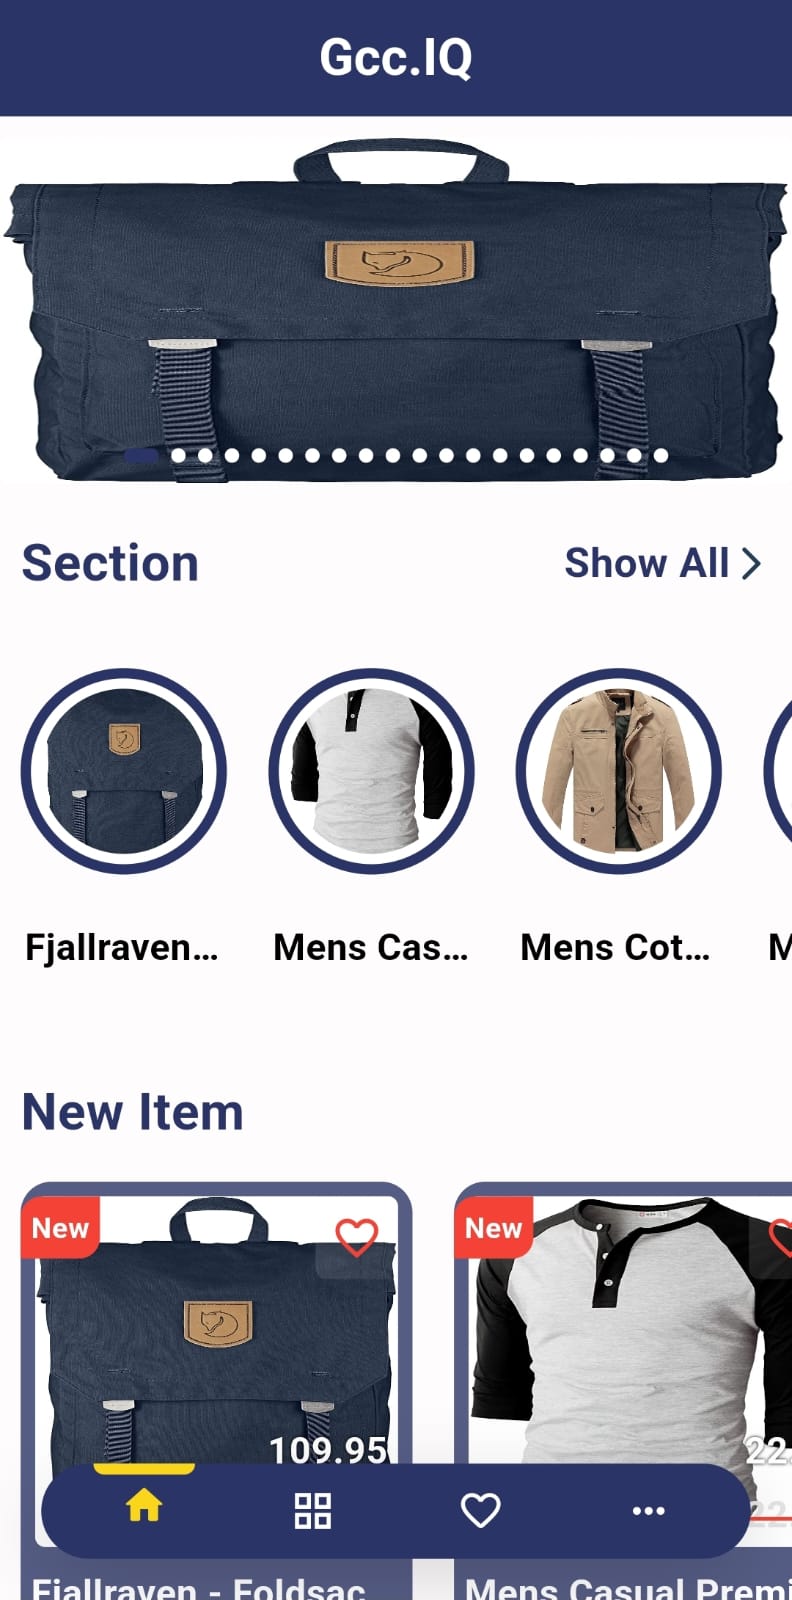 Gcc.IQ
Section
Show All
Fjallraven...
Mens Cas...
Mens Cot...
M
New Item
New
New
109.95
22.
22.
Fjallraven - Foldsac
Mens Casual Premi